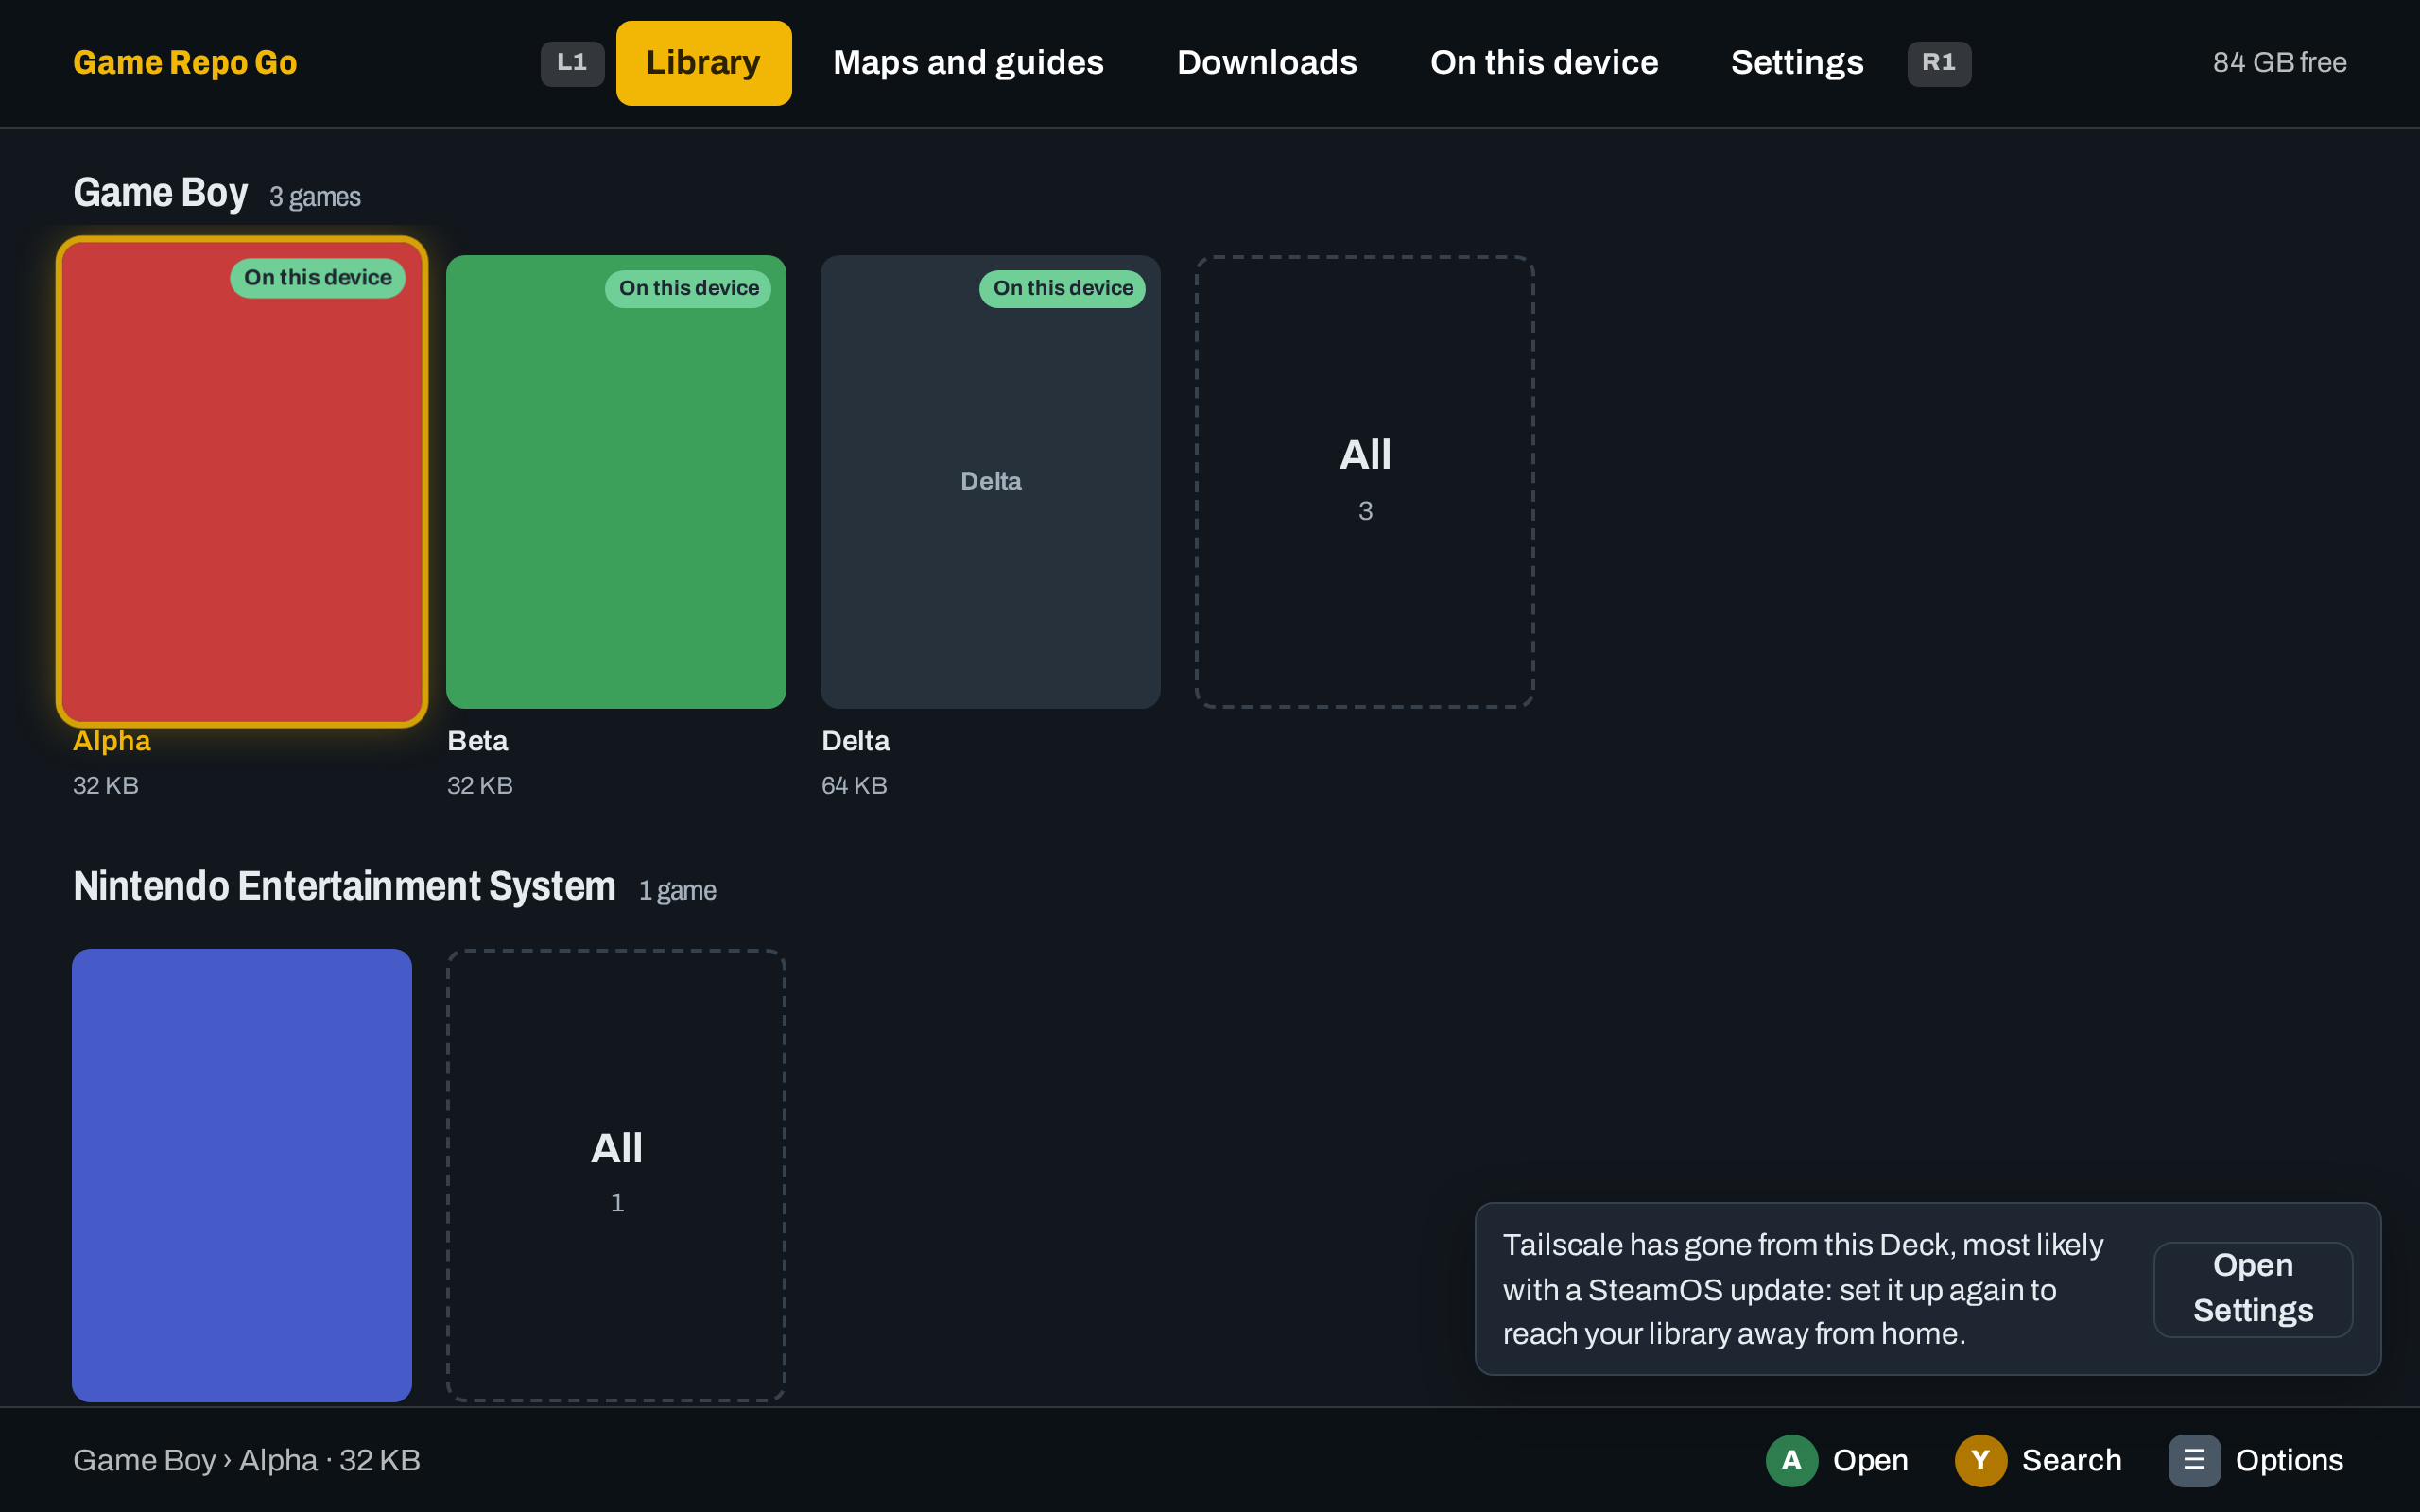 Game Repo Go
L1
Library
Maps and guides
Downloads
On this device
Settings
R1
84 GB free
Game Boy 3 games
On this device
On this device
On this device
Delta
All
3
Alpha
32 KB
Beta
32 KB
Delta
64 KB
Nintendo Entertainment System 1 game
All
1
Tailscale has gone from this Deck, most likely
with a SteamOS update: set it up again to
reach your library away from home.
Open
Settings
Game Boy › Alpha · 32 KB
A Open
Y Search
☰ Options